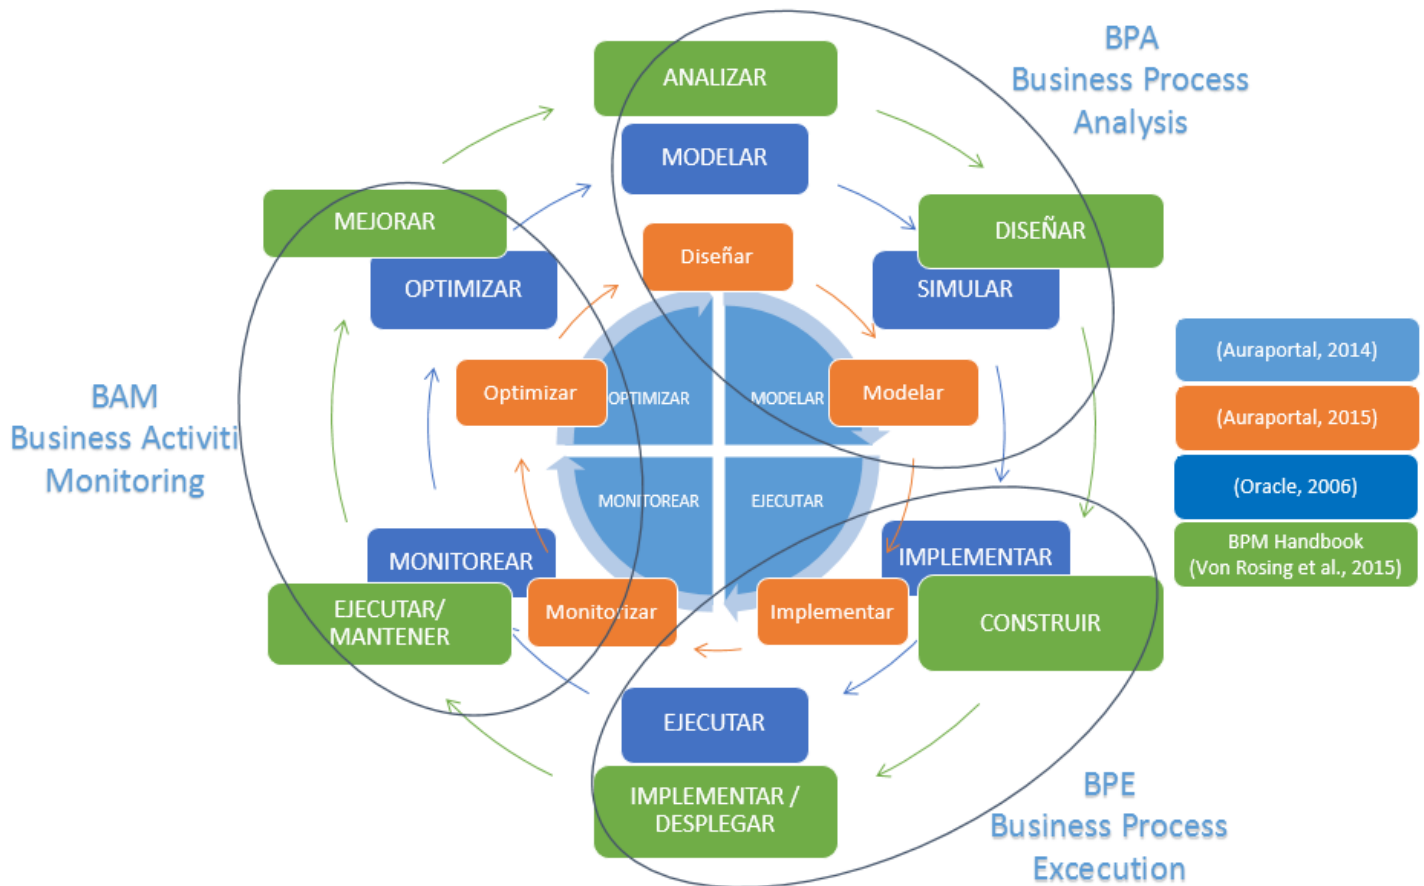 BPA
Business Process
Analysis
ANALIZAR
MODELAR
MEJORAR
DISEÑAR
Diseñar
OPTIMIZAR
SIMULAR
(Auraportal, 2014)
Optimizar
OPTIMIZAR
MODELAR
Modelar
BAM
Business Activiti
Monitoring
(Auraportal, 2015)
MONITOREAR
EJECUTAR
(Oracle, 2006)
BPM Handbook
(Von Rosing et al., 2015)
MONITOREAR
IMPLEMENTAR
EJECUTAR/
MANTENER
Monitorizar
Implementar
CONSTRUIR
EJECUTAR
IMPLEMENTAR /
DESPLEGAR
BPE
Business Process
Excecution